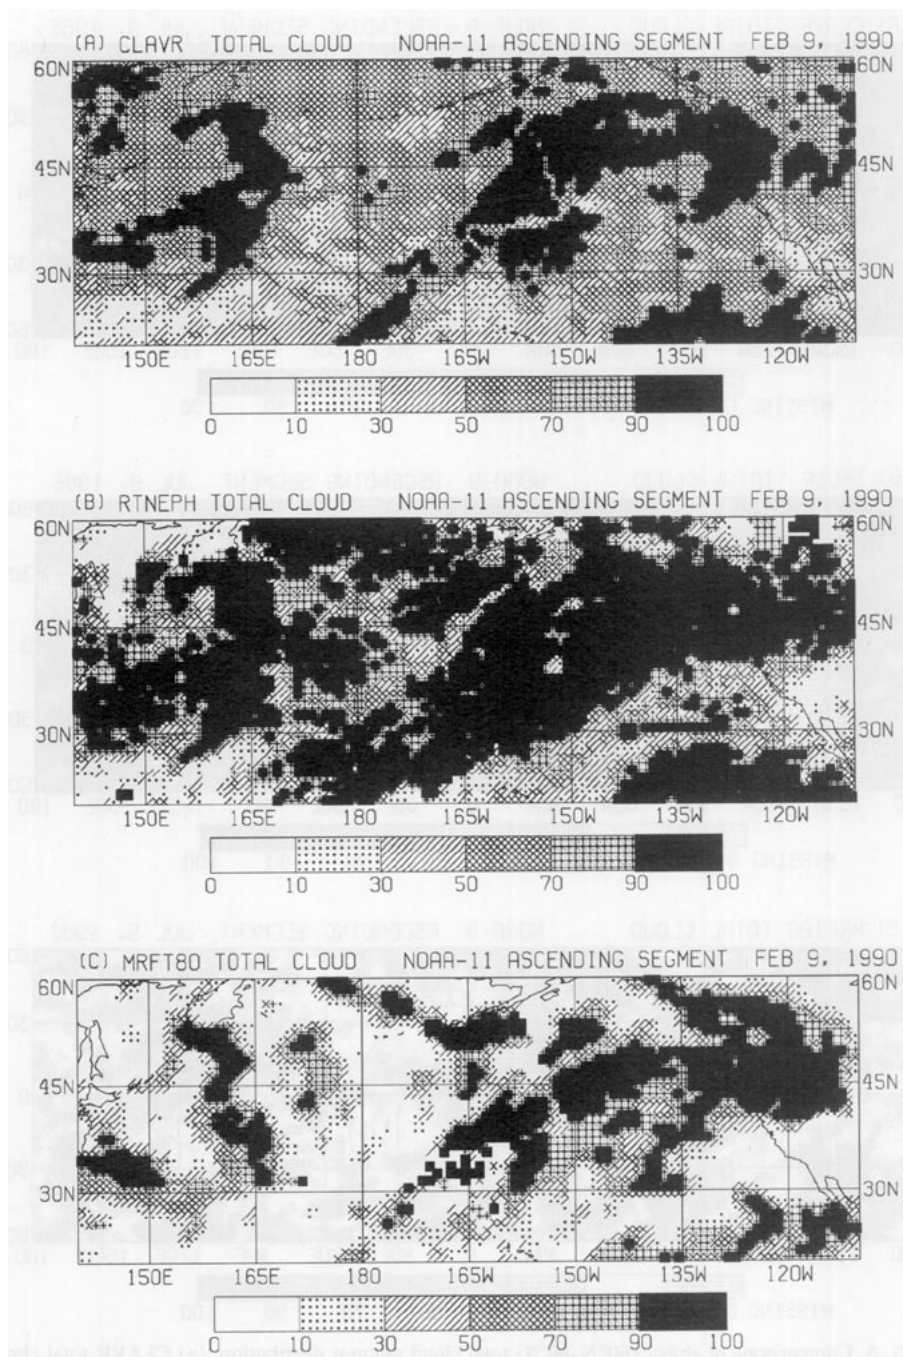 (A) CLAVR TOTAL CLOUD NOAA-11 ASCENDING SEGMENT FEB 9, 1990
60N 60N
45N 45N
30N 30N
150E 165E 180 165W 150W 135W 120W
0 10 30 50 70 90 100
(B) RTNEPH TOTAL CLOUD NOAA-11 ASCENDING SEGMENT FEB 9, 1990
60N 60N
45N 45N
30N 30N
150E 165E 180 165W 150W 135W 120W
0 10 30 50 70 90 100
(C) MRFT80 TOTAL CLOUD NOAA-11 ASCENDING SEGMENT FEB 9, 1990
60N 60N
45N 45N
30N 30N
150E 165E 180 165W 150W 135W 120W
0 10 30 50 70 90 100